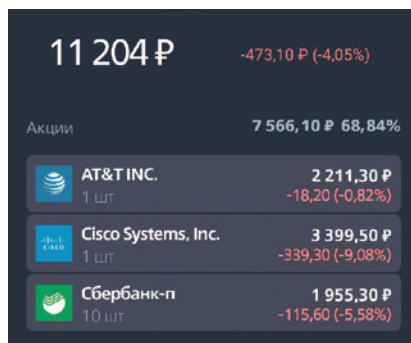 11 204 ₽ -473,10 ₽ (-4,05%)
Акции 7 566,10 ₽ 68,84%
AT&T INC. 2 211,30 ₽
1 шт -18,20 (-0,82%)
Cisco Systems, Inc. 3 399,50 ₽
cisco
1 шт -339,30 (-9,08%)
Сбербанк-п 1 955,30 ₽
10 шт -115,60 (-5,58%)